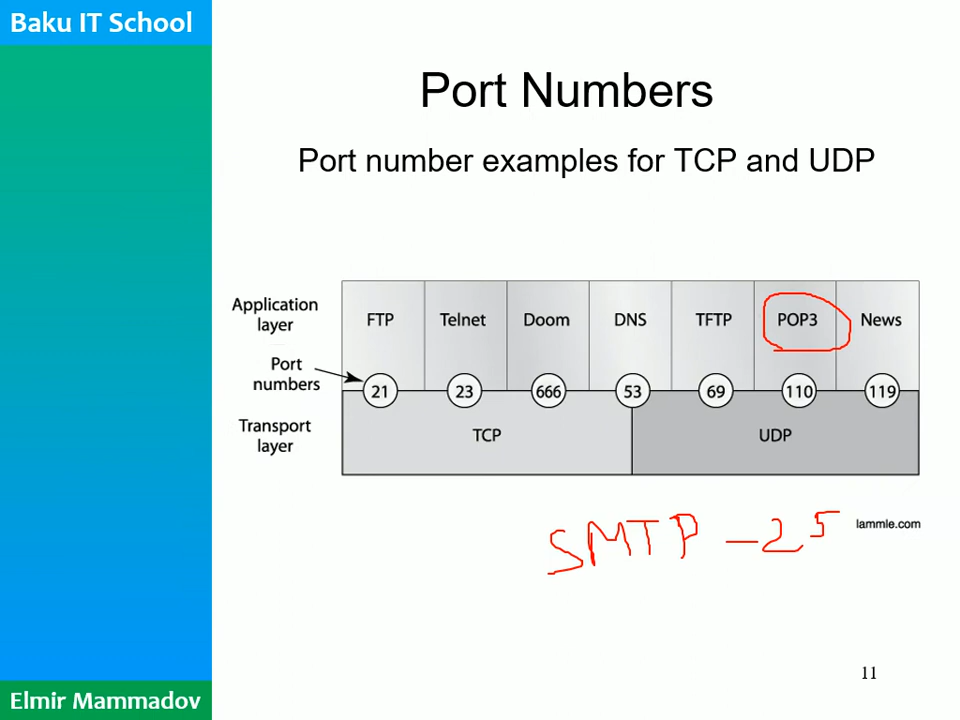 Baku IT School
Port Numbers
Port number examples for TCP and UDP
Application layer
FTP Telnet Doom DNS TFTP POP3 News
Port numbers
21 23 666 53 69 110 119
Transport layer
TCP UDP
lammle.com
SMTP - 25
11
Elmir Mammadov